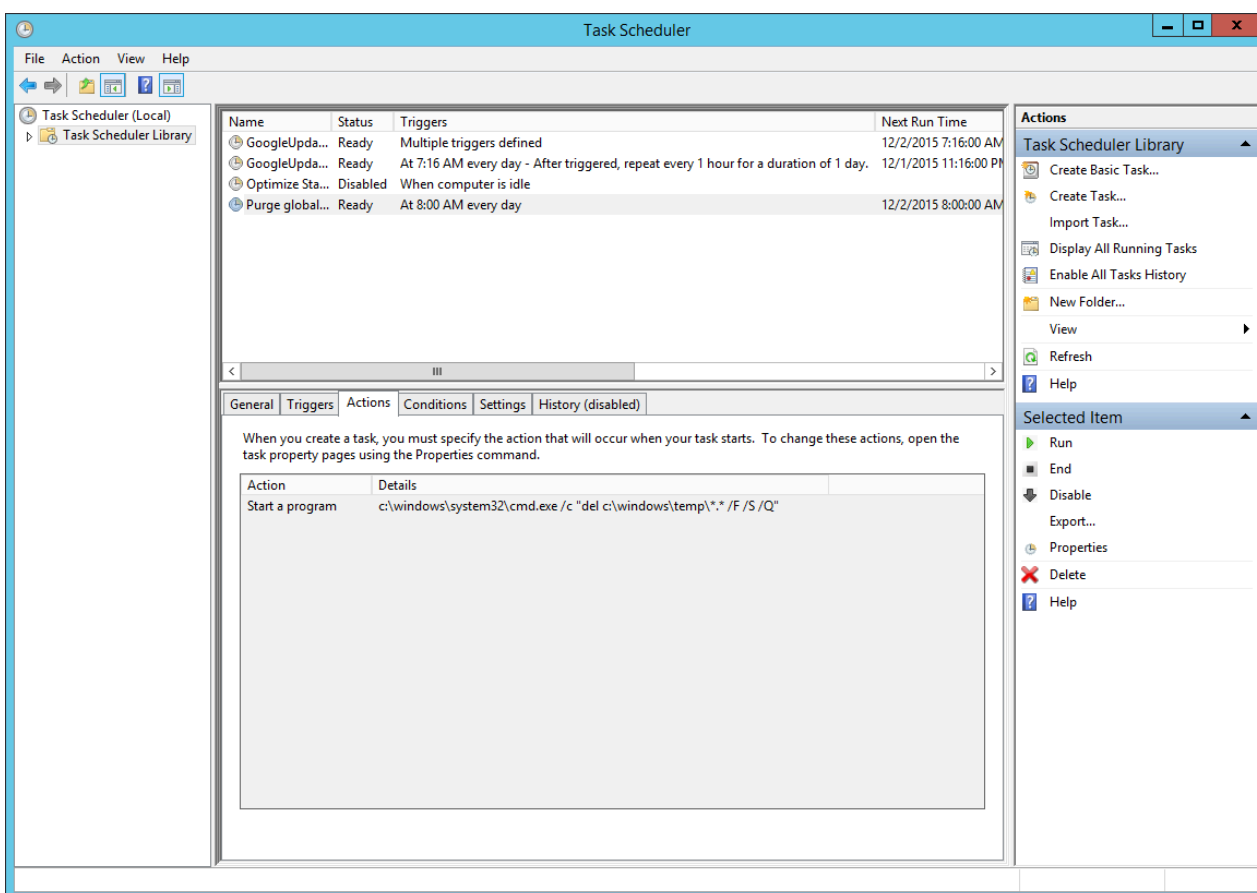 Task Scheduler
File Action View Help
Task Scheduler (Local)
Task Scheduler Library
Name Status Triggers Next Run Time
GoogleUpda... Ready Multiple triggers defined 12/2/2015 7:16:00 AM
GoogleUpda... Ready At 7:16 AM every day - After triggered, repeat every 1 hour for a duration of 1 day. 12/1/2015 11:16:00 PM
Optimize Sta... Disabled When computer is idle
Purge global... Ready At 8:00 AM every day 12/2/2015 8:00:00 AM
General Triggers Actions Conditions Settings History (disabled)
When you create a task, you must specify the action that will occur when your task starts. To change these actions, open the
task property pages using the Properties command.
Action Details
Start a program c:\windows\system32\cmd.exe /c "del c:\windows\temp\*.* /F /S /Q"
Actions
Task Scheduler Library
Create Basic Task...
Create Task...
Import Task...
Display All Running Tasks
Enable All Tasks History
New Folder...
View
Refresh
Help
Selected Item
Run
End
Disable
Export...
Properties
Delete
Help